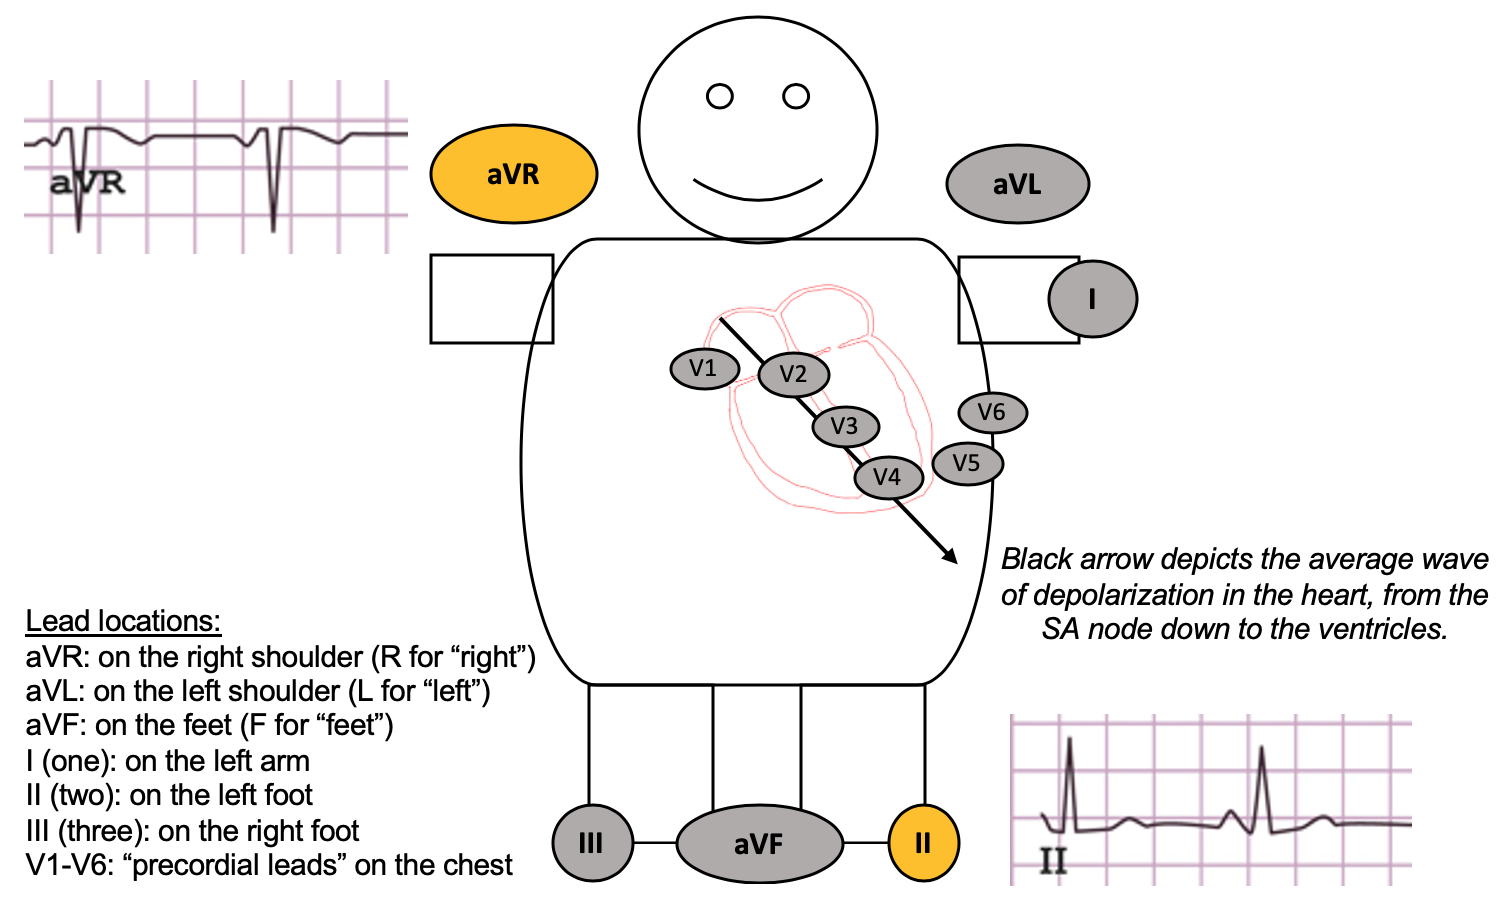 aVR
aVR
aVL
I
V1
V2
V3
V4
V5
V6
Black arrow depicts the average wave
of depolarization in the heart, from the
SA node down to the ventricles.
Lead locations:
aVR: on the right shoulder (R for “right”)
aVL: on the left shoulder (L for “left”)
aVF: on the feet (F for “feet”)
I (one): on the left arm
II (two): on the left foot
III (three): on the right foot
V1-V6: “precordial leads” on the chest
III
aVF
II
II